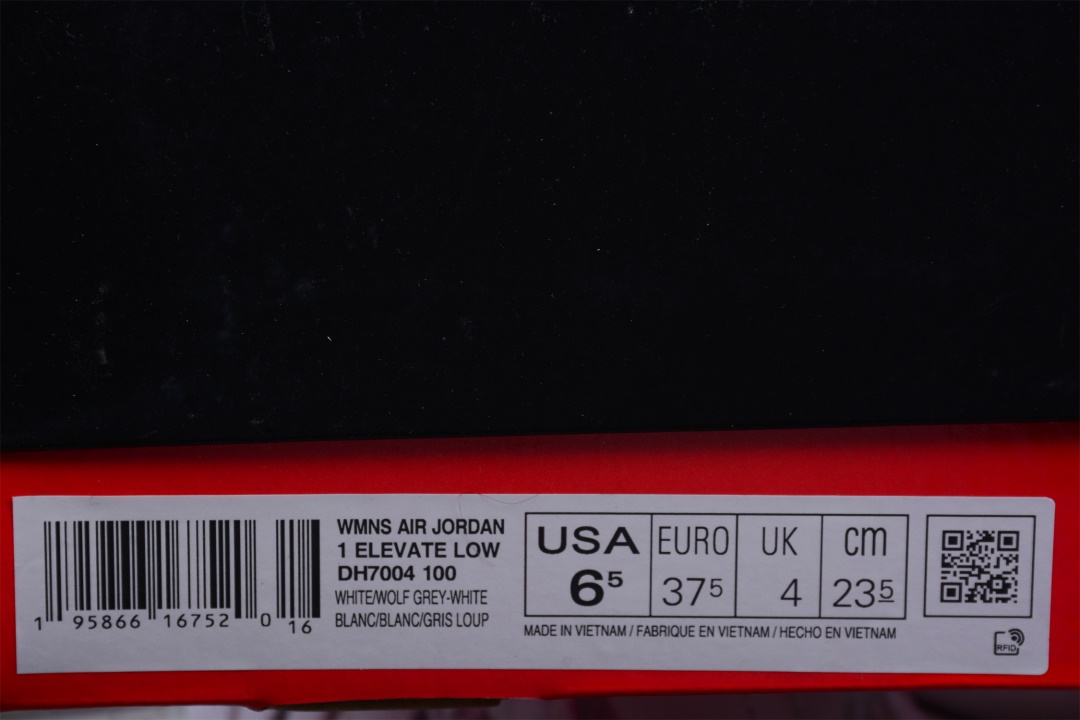 1 95866 16752 0 16
WMNS AIR JORDAN
1 ELEVATE LOW
DH7004 100
WHITE/WOLF GREY-WHITE
BLANC/BLANC/GRIS LOUP
USA EURO UK cm
6⁵ 37⁵ 4 23⁵
MADE IN VIETNAM / FABRIQUE EN VIETNAM / HECHO EN VIETNAM
RFID